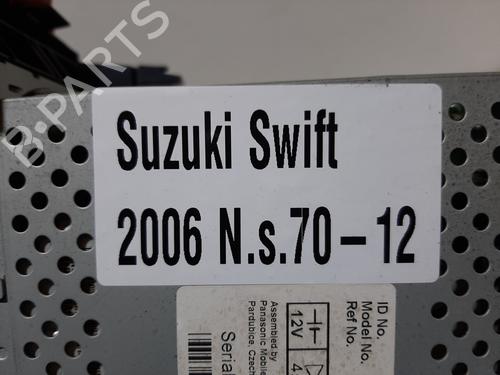 B-PARTS
Suzuki Swift
2006 N.s.70-12
ID No.
Model No.
Ref No.
12V
4
Assembled by
Panasonic Mobile
Pardubice, Czech
Serial